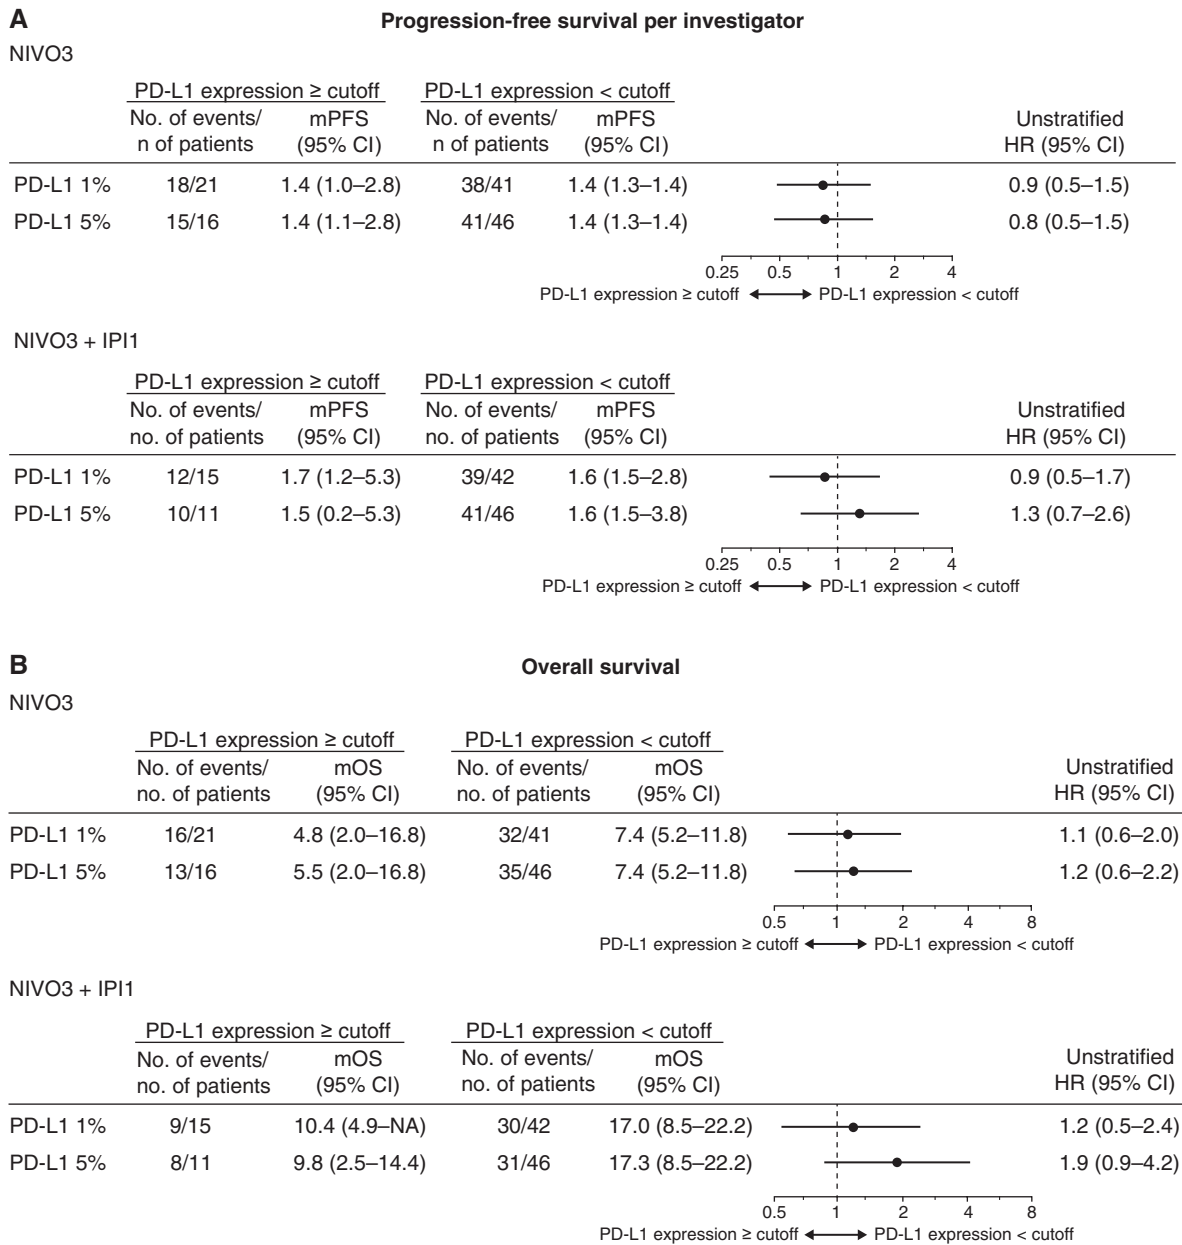 A
Progression-free survival per investigator
NIVO3
PD-L1 expression ≥ cutoff PD-L1 expression < cutoff
No. of events/ mPFS No. of events/ mPFS Unstratified
n of patients (95% CI) n of patients (95% CI) HR (95% CI)
PD-L1 1% 18/21 1.4 (1.0–2.8) 38/41 1.4 (1.3–1.4) 0.9 (0.5–1.5)
PD-L1 5% 15/16 1.4 (1.1–2.8) 41/46 1.4 (1.3–1.4) 0.8 (0.5–1.5)
0.25 0.5 1 2 4
PD-L1 expression ≥ cutoff PD-L1 expression < cutoff
NIVO3 + IPI1
PD-L1 expression ≥ cutoff PD-L1 expression < cutoff
No. of events/ mPFS No. of events/ mPFS Unstratified
no. of patients (95% CI) no. of patients (95% CI) HR (95% CI)
PD-L1 1% 12/15 1.7 (1.2–5.3) 39/42 1.6 (1.5–2.8) 0.9 (0.5–1.7)
PD-L1 5% 10/11 1.5 (0.2–5.3) 41/46 1.6 (1.5–3.8) 1.3 (0.7–2.6)
0.25 0.5 1 2 4
PD-L1 expression ≥ cutoff PD-L1 expression < cutoff
B
Overall survival
NIVO3
PD-L1 expression ≥ cutoff PD-L1 expression < cutoff
No. of events/ mOS No. of events/ mOS Unstratified
no. of patients (95% CI) no. of patients (95% CI) HR (95% CI)
PD-L1 1% 16/21 4.8 (2.0–16.8) 32/41 7.4 (5.2–11.8) 1.1 (0.6–2.0)
PD-L1 5% 13/16 5.5 (2.0–16.8) 35/46 7.4 (5.2–11.8) 1.2 (0.6–2.2)
0.5 1 2 4 8
PD-L1 expression ≥ cutoff PD-L1 expression < cutoff
NIVO3 + IPI1
PD-L1 expression ≥ cutoff PD-L1 expression < cutoff
No. of events/ mOS No. of events/ mOS Unstratified
no. of patients (95% CI) no. of patients (95% CI) HR (95% CI)
PD-L1 1% 9/15 10.4 (4.9–NA) 30/42 17.0 (8.5–22.2) 1.2 (0.5–2.4)
PD-L1 5% 8/11 9.8 (2.5–14.4) 31/46 17.3 (8.5–22.2) 1.9 (0.9–4.2)
0.5 1 2 4 8
PD-L1 expression ≥ cutoff PD-L1 expression < cutoff